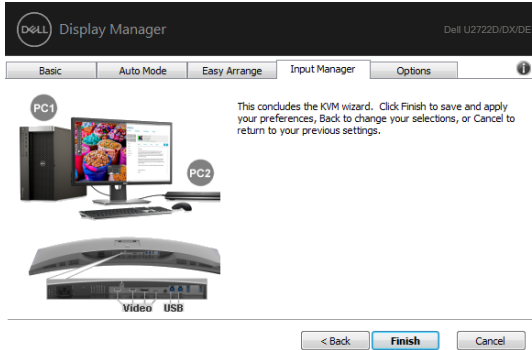 DELL Display Manager
Dell U2722D/DX/DE
Basic Auto Mode Easy Arrange Input Manager Options
PC1
This concludes the KVM wizard. Click Finish to save and apply
your preferences, Back to change your selections, or Cancel to
return to your previous settings.
PC2
Video USB
< Back Finish Cancel